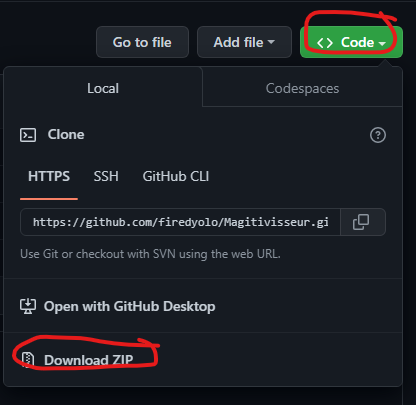 Go to file Add file <> Code
Local Codespaces
Clone
HTTPS SSH GitHub CLI
https://github.com/firedyolo/Magitivisseur.gi
Use Git or checkout with SVN using the web URL.
Open with GitHub Desktop
Download ZIP